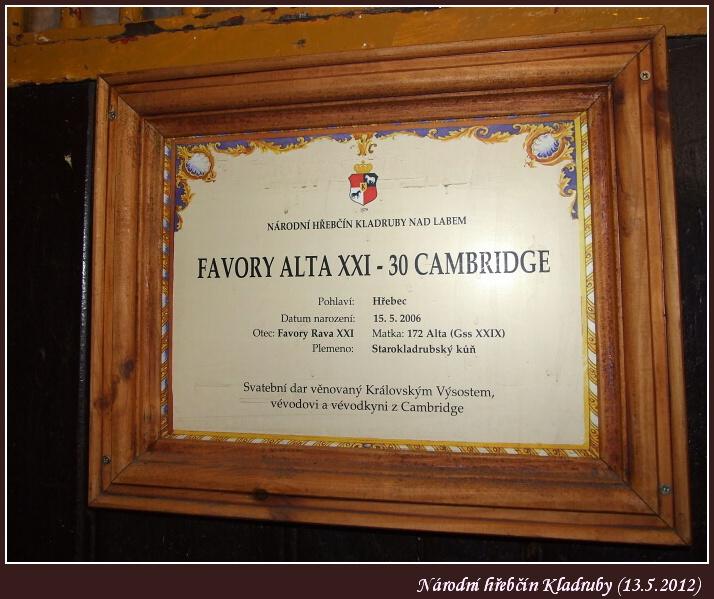 NÁRODNÍ HŘEBČÍN KLADRUBY NAD LABEM
FAVORY ALTA XXI - 30 CAMBRIDGE
Pohlaví: Hřebec
Datum narození: 15. 5. 2006
Otec: Favory Rava XXI Matka: 172 Alta (Gss XXIX)
Plemeno: Starokladrubský kůň
Svatební dar věnovaný Královským Výsostem,
vévodovi a vévodkyni z Cambridge
Národní hřebčín Kladruby (13.5.2012)